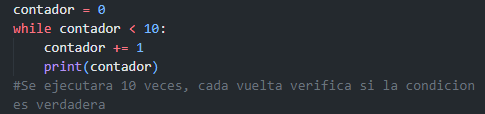 contador = 0
while contador < 10:
    contador += 1
    print(contador)
#Se ejecutara 10 veces, cada vuelta verifica si la condicion
es verdadera